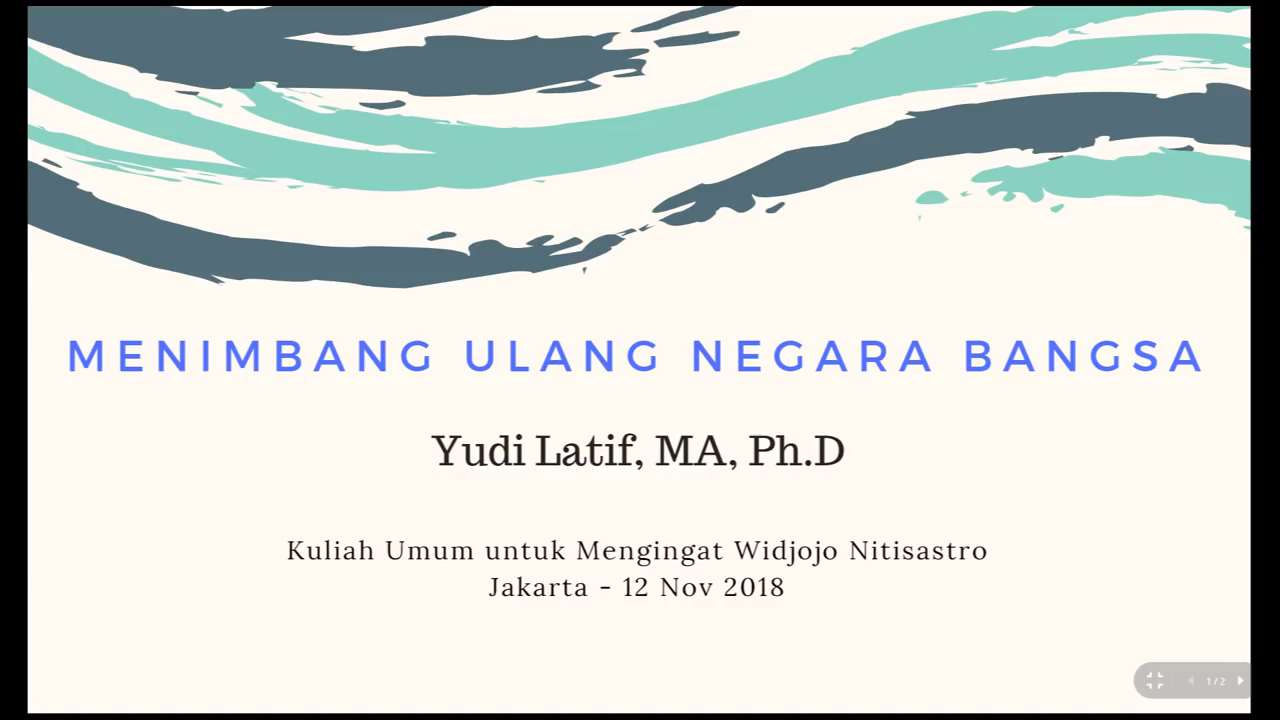 MENIMBANG ULANG NEGARA BANGSA
Yudi Latif, MA, Ph.D
Kuliah Umum untuk Mengingat Widjojo Nitisastro
Jakarta - 12 Nov 2018
1 / 2